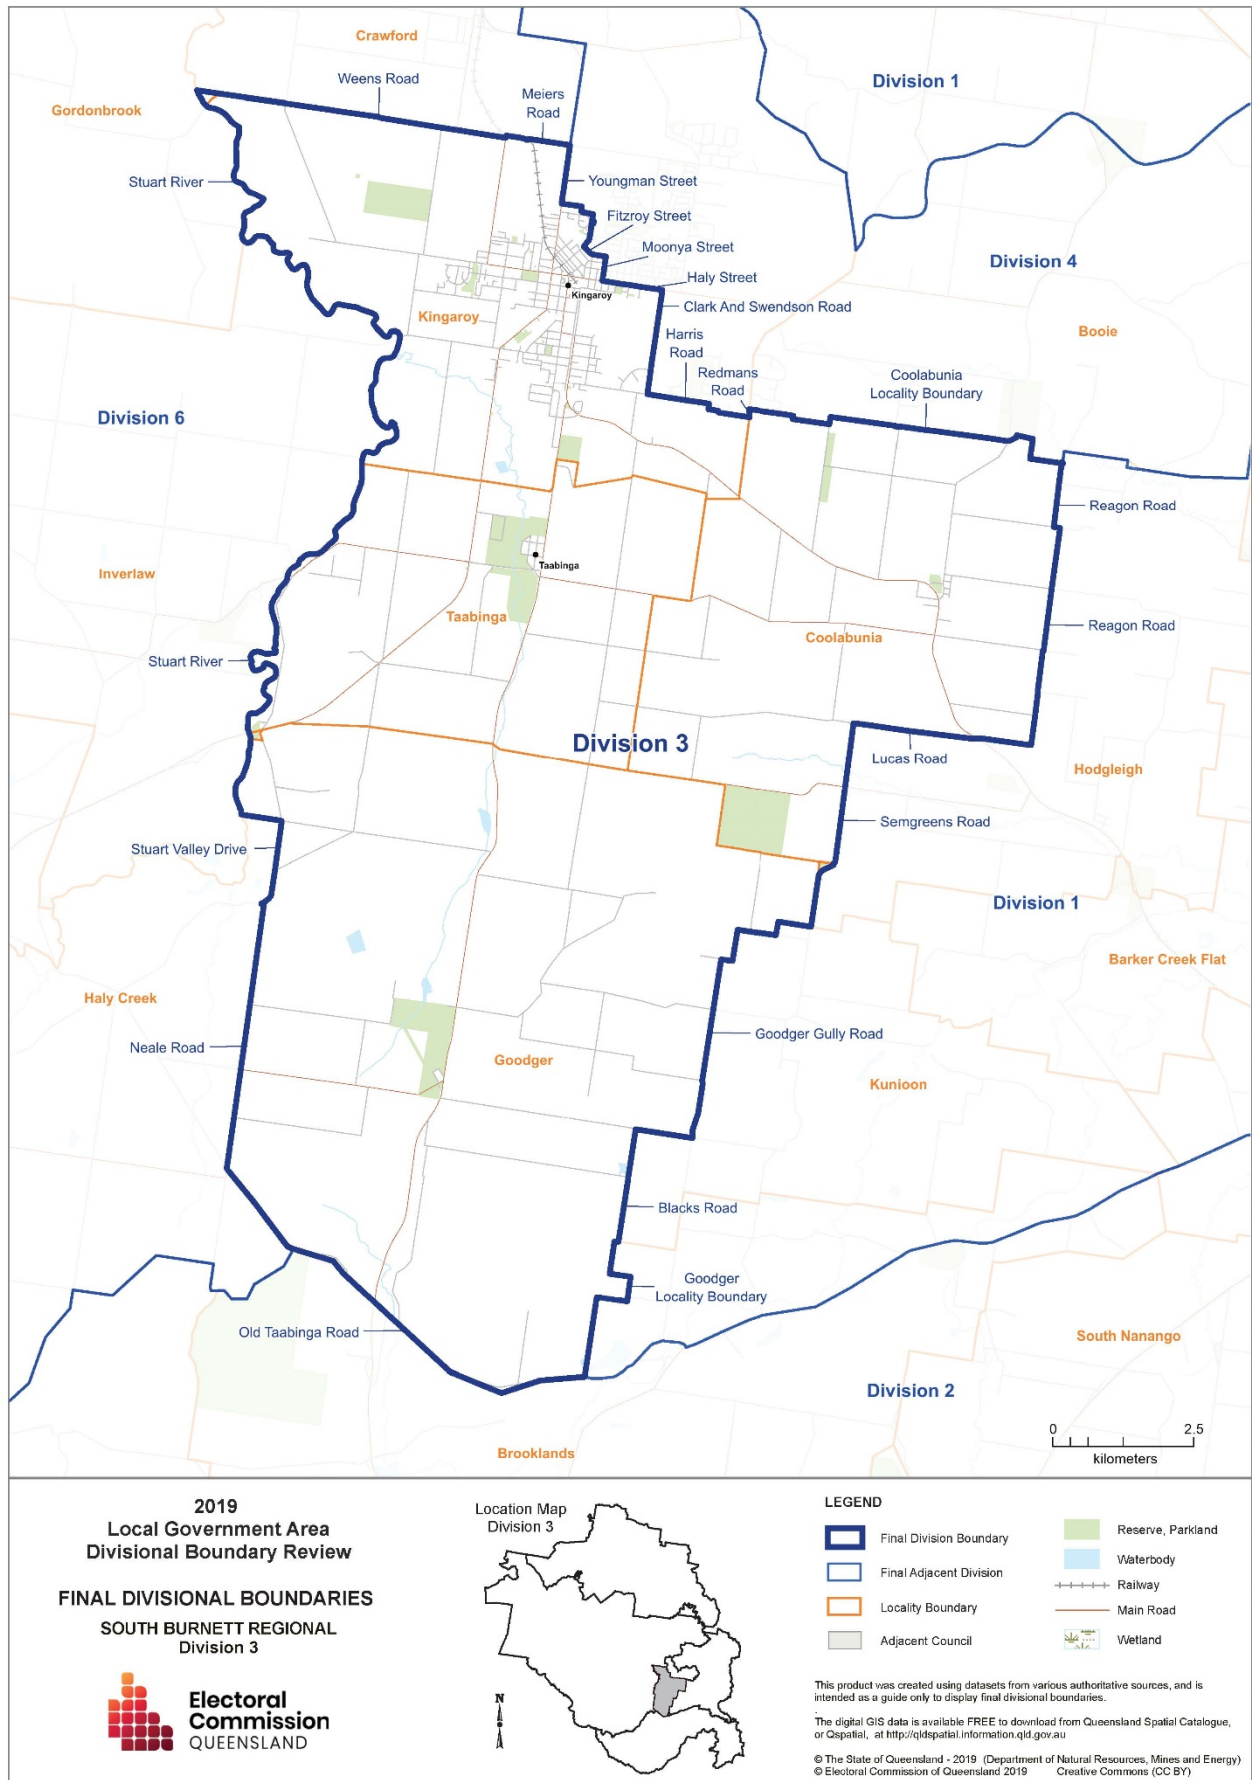 Crawford
Weens Road
Division 1
Meiers
Road
Gordonbrook
Stuart River
Youngman Street
Fitzroy Street
Moonya Street
Division 4
Haly Street
Kingaroy
Clark And Swendson Road
Kingaroy
Booie
Harris
Road
Redmans
Road
Coolabunia
Locality Boundary
Division 6
Reagon Road
Taabinga
Inverlaw
Taabinga
Reagon Road
Coolabunia
Stuart River
Division 3
Lucas Road
Hodgleigh
Semgreens Road
Stuart Valley Drive
Division 1
Barker Creek Flat
Haly Creek
Goodger Gully Road
Neale Road
Goodger
Kunioon
Blacks Road
Goodger
Locality Boundary
Old Taabinga Road
South Nanango
Division 2
0 2.5
kilometers
Brooklands
2019
Local Government Area
Divisional Boundary Review
FINAL DIVISIONAL BOUNDARIES
SOUTH BURNETT REGIONAL
Division 3
Electoral
Commission
QUEENSLAND
Location Map
Division 3
N
LEGEND
Final Division Boundary
Final Adjacent Division
Locality Boundary
Adjacent Council
Reserve, Parkland
Waterbody
Railway
Main Road
Wetland
This product was created using datasets from various authoritative sources, and is
intended as a guide only to display final divisional boundaries.
.
The digital GIS data is available FREE to download from Queensland Spatial Catalogue,
or Qspatial, at http://qldspatial.information.qld.gov.au
© The State of Queensland - 2019 (Department of Natural Resources, Mines and Energy)
© Electoral Commission of Queensland 2019 Creative Commons (CC BY)